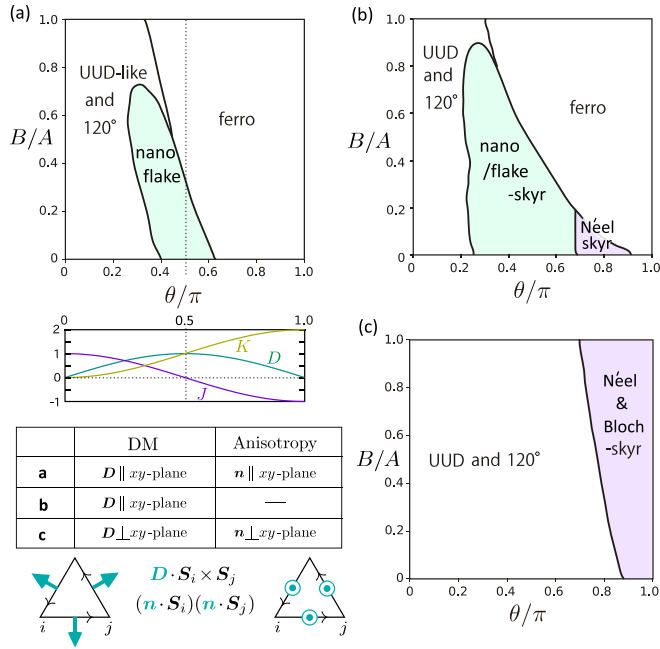 (a)
1.0
0.8
0.6
0.4
0.2
0
B/A
UUD-like
and
120°
nano
flake
ferro
0 0.2 0.4 0.6 0.8 1.0
θ/π
(b)
1.0
0.8
0.6
0.4
0.2
0
B/A
UUD
and
120°
ferro
nano
/flake
-skyr
Néel
skyr
0 0.2 0.4 0.6 0.8 1.0
θ/π
0 0.5 1.0
2
1
0
-1
K
D
J
(c)
1.0
0.8
0.6
0.4
0.2
0
B/A
UUD and 120°
Néel
&
Bloch
-skyr
0 0.2 0.4 0.6 0.8 1.0
θ/π
DM Anisotropy
a D ∥ xy-plane n ∥ xy-plane
b D ∥ xy-plane —
c D⊥xy-plane n⊥xy-plane
D · S_i × S_j
(n · S_i)(n · S_j)
i j
i j